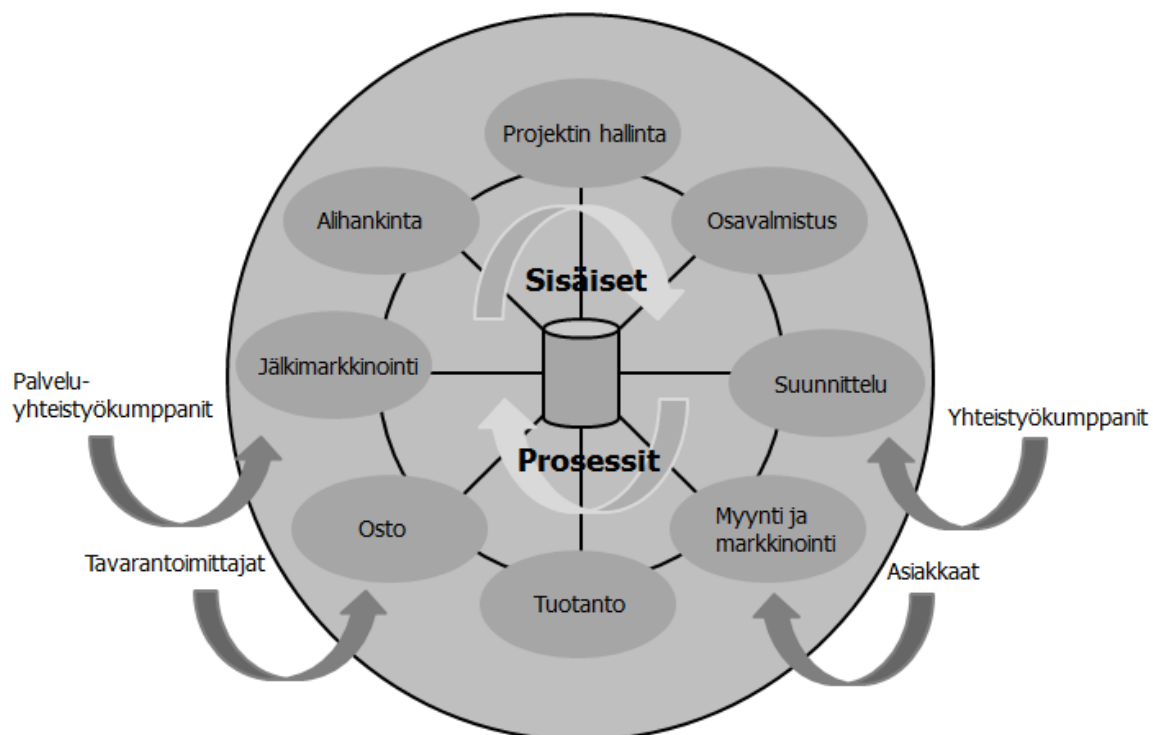 Projektin hallinta
Alihankinta
Osavalmistus
Sisäiset
Jälkimarkkinointi
Suunnittelu
Palvelu-
yhteistyökumppanit
Yhteistyökumppanit
Prosessit
Osto
Myynti ja
markkinointi
Tavarantoimittajat
Asiakkaat
Tuotanto